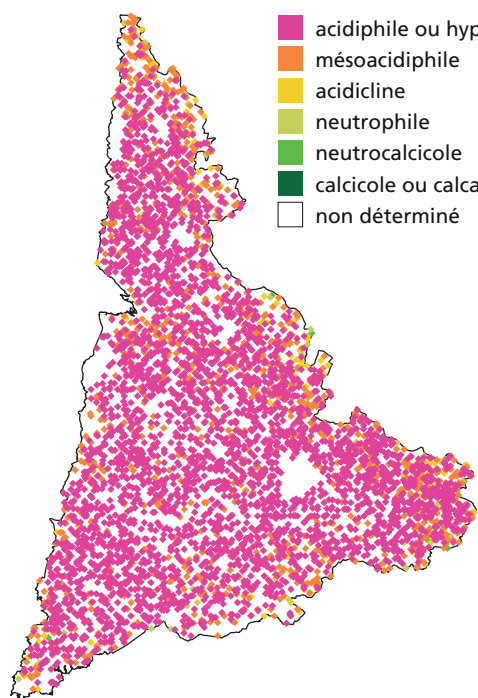 acidiphile ou hyp
mésoacidiphile
acidicline
neutrophile
neutrocalcicole
calcicole ou calca
non déterminé